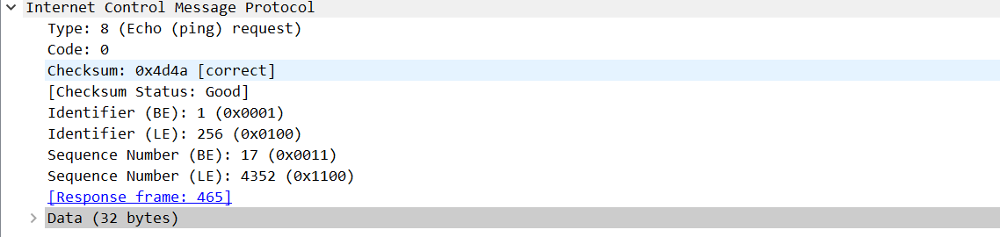 Internet Control Message Protocol
Type: 8 (Echo (ping) request)
Code: 0
Checksum: 0x4d4a [correct]
[Checksum Status: Good]
Identifier (BE): 1 (0x0001)
Identifier (LE): 256 (0x0100)
Sequence Number (BE): 17 (0x0011)
Sequence Number (LE): 4352 (0x1100)
[Response frame: 465]
Data (32 bytes)